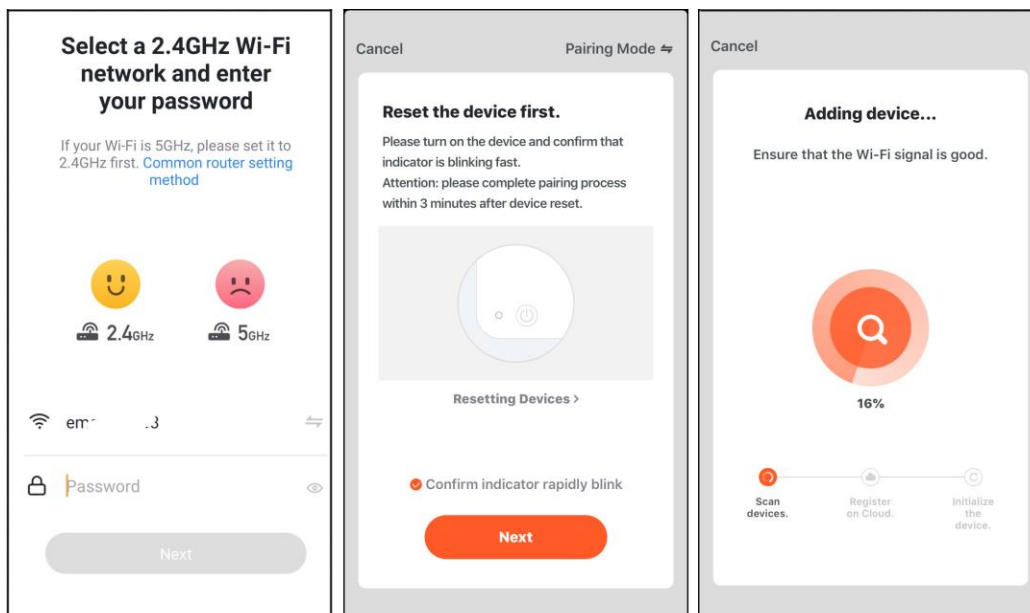 Select a 2.4GHz Wi-Fi
network and enter
your password
If your Wi-Fi is 5GHz, please set it to
2.4GHz first. Common router setting
method
2.4GHz
5GHz
Password
Next
Cancel
Pairing Mode
Reset the device first.
Please turn on the device and confirm that
indicator is blinking fast.
Attention: please complete pairing process
within 3 minutes after device reset.
Resetting Devices >
Confirm indicator rapidly blink
Next
Cancel
Adding device...
Ensure that the Wi-Fi signal is good.
16%
Scan
devices.
Register
on Cloud.
Initialize
the
device.